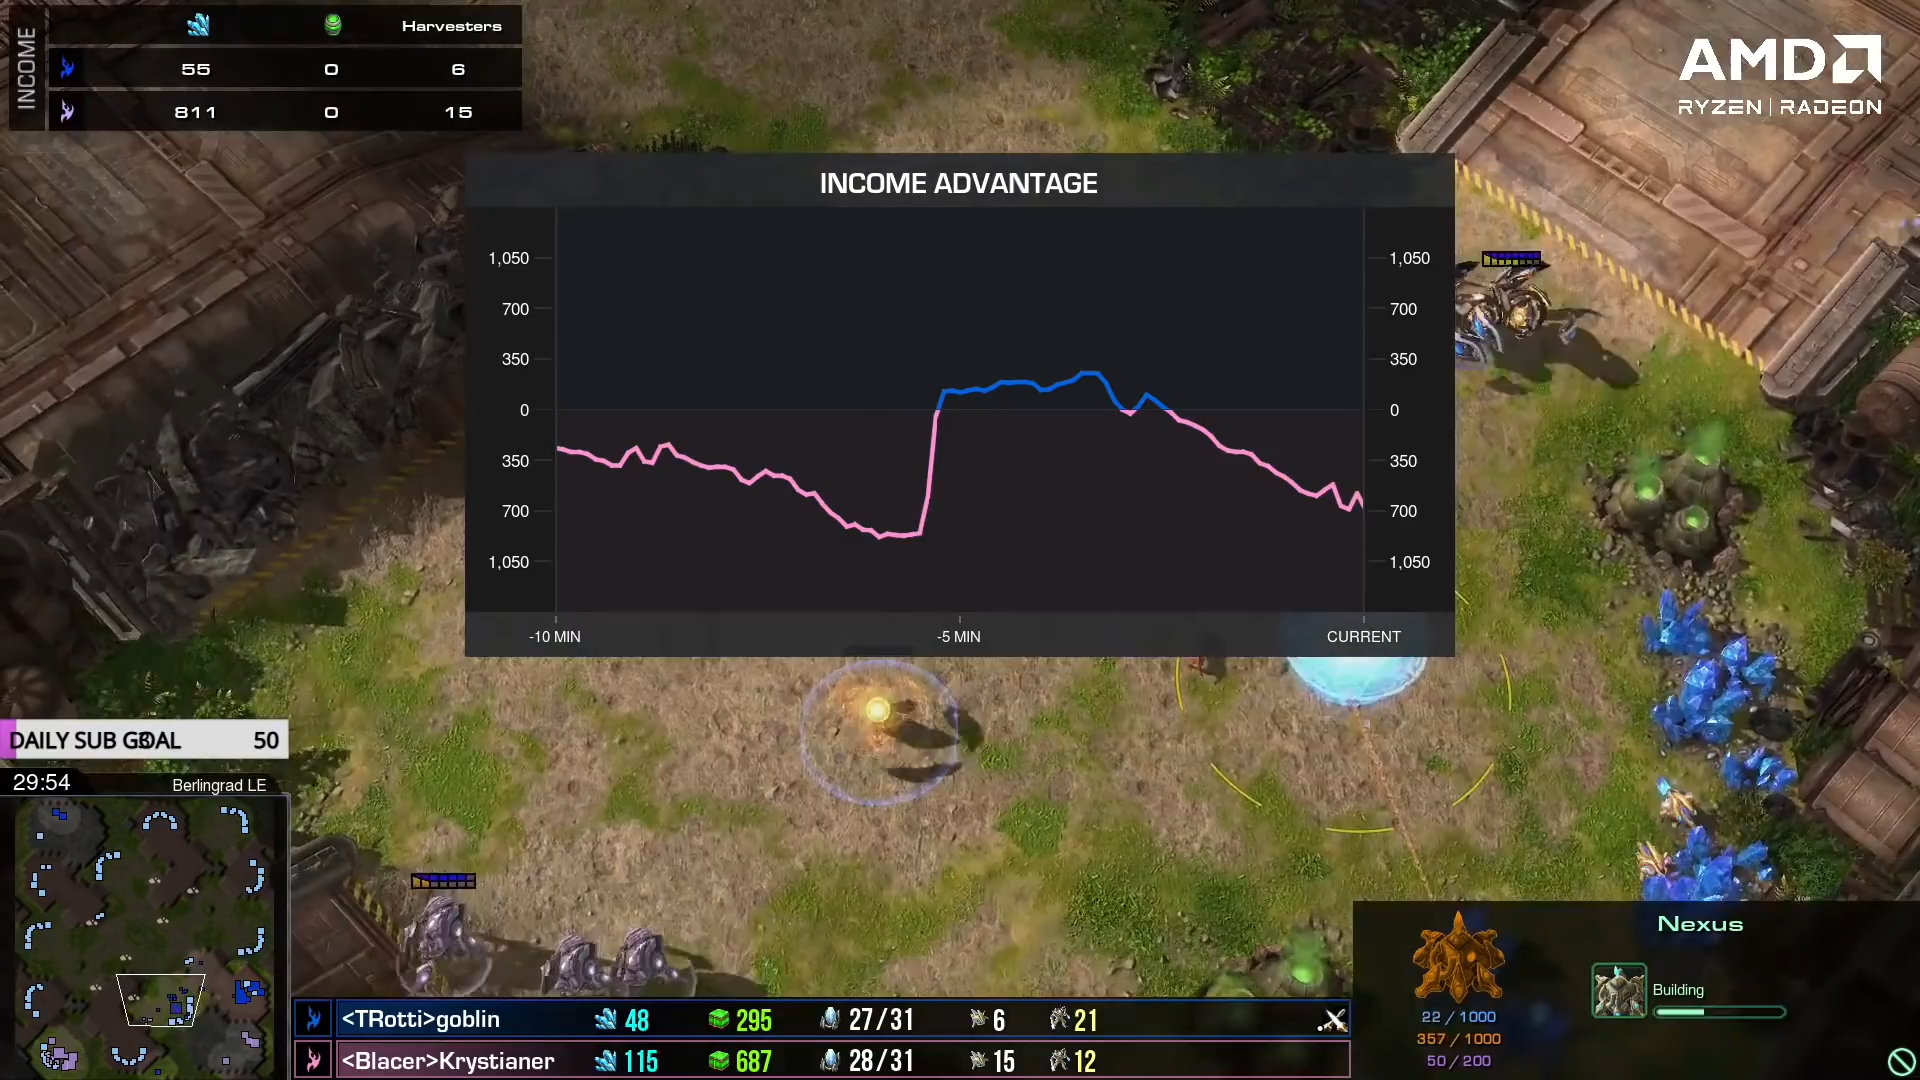 INCOME
Harvesters
55 0 6
811 0 15
AMD
RYZEN | RADEON
INCOME ADVANTAGE
1,050 1,050
700 700
350 350
0 0
350 350
700 700
1,050 1,050
-10 MIN -5 MIN CURRENT
DAILY SUB GOAL 50
29:54 Berlingrad LE
<TRotti>goblin 48 295 27/31 6 21
<Blacer>Krystianer 115 687 28/31 15 12
Nexus
Building
22 / 1000
357 / 1000
50 / 200